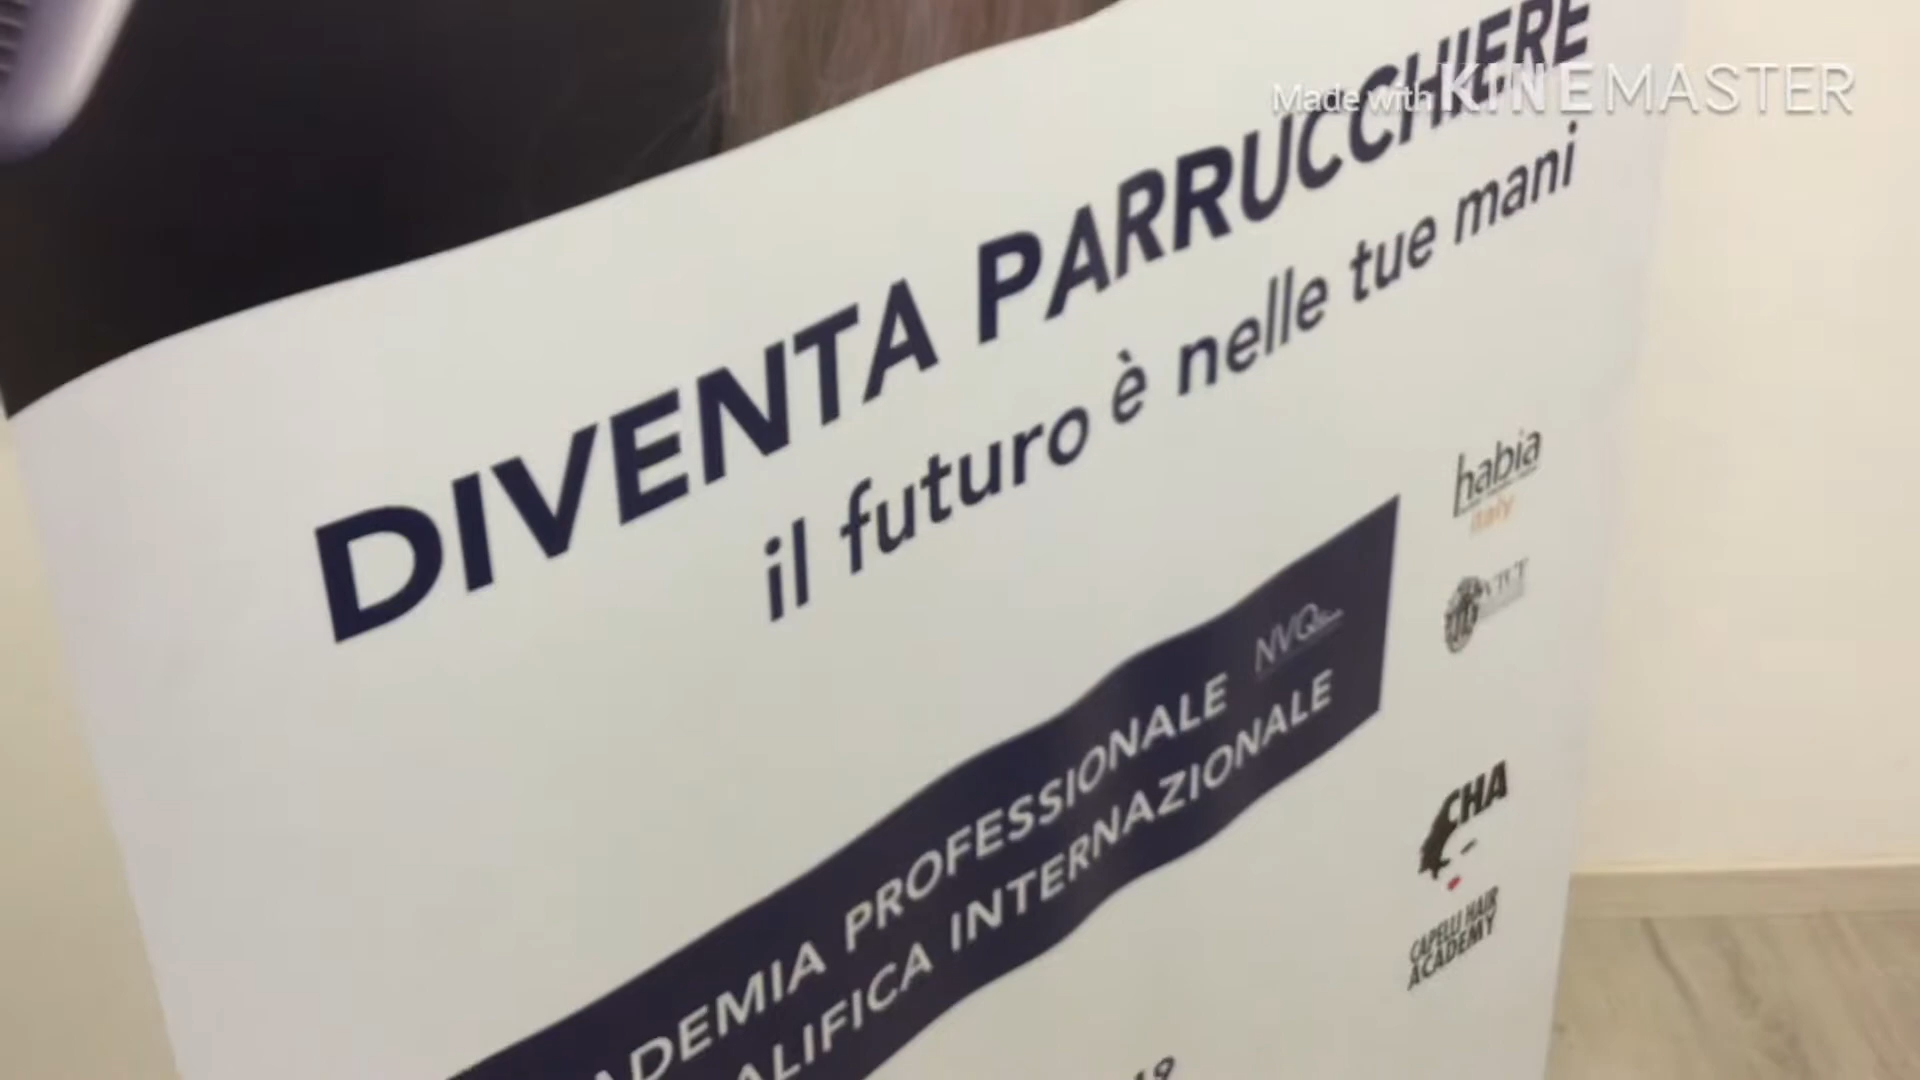 Made with KINEMASTER
DIVENTA PARRUCCHIERE
il futuro è nelle tue mani
habia
italy
NVQ
ADEMIA PROFESSIONALE
ALIFICA INTERNAZIONALE
CHA
CAPELLI HAIR
ACADEMY
19